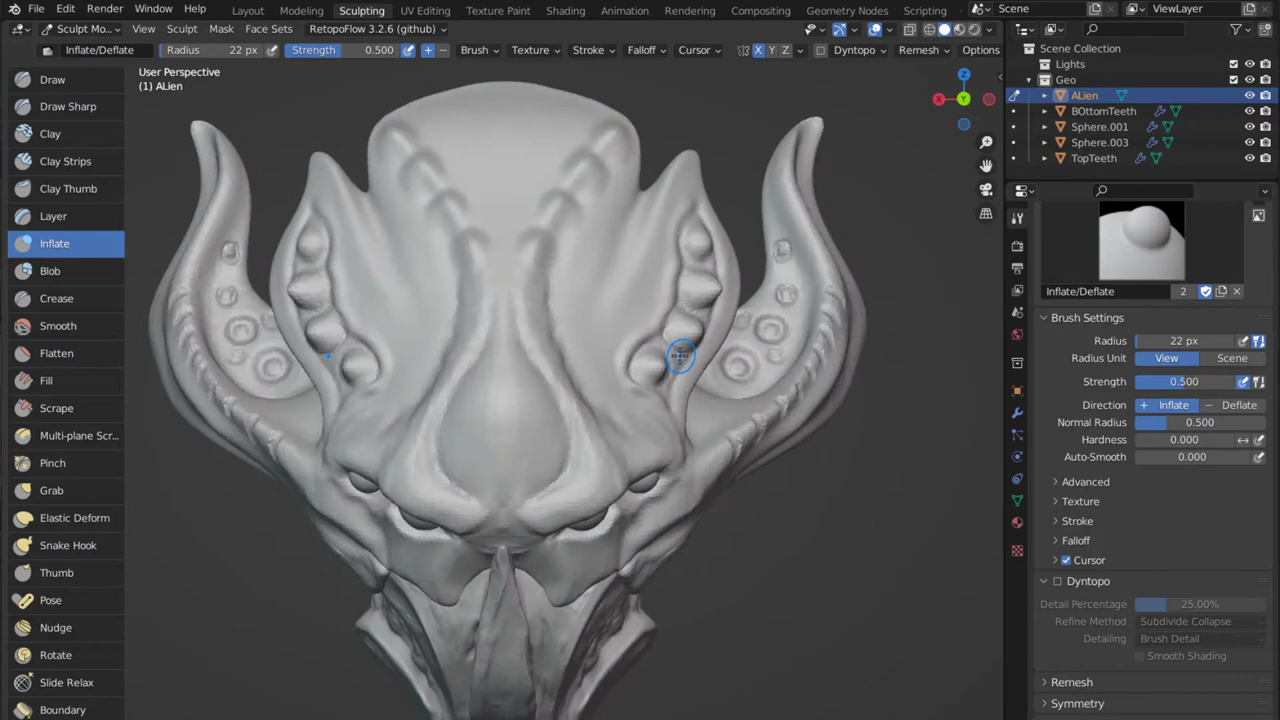 File Edit Render Window Help Layout Modeling Sculpting UV Editing Texture Paint Shading Animation Rendering Compositing Geometry Nodes Scripting Scene ViewLayer
Sculpt Mo... View Sculpt Mask Face Sets RetopoFlow 3.2.6 (github)
Inflate/Deflate Radius 22 px Strength 0.500 + − Brush Texture Stroke Falloff Cursor X Y Z Dyntopo Remesh Options
User Perspective
(1) ALien
Draw
Draw Sharp
Clay
Clay Strips
Clay Thumb
Layer
Inflate
Blob
Crease
Smooth
Flatten
Fill
Scrape
Multi-plane Scr...
Pinch
Grab
Elastic Deform
Snake Hook
Thumb
Pose
Nudge
Rotate
Slide Relax
Boundary
Z
X Y
Scene Collection
Lights
Geo
ALien
BOttomTeeth
Sphere.001
Sphere.003
TopTeeth
Inflate/Deflate 2
Brush Settings
Radius 22 px
Radius Unit View Scene
Strength 0.500
Direction + Inflate − Deflate
Normal Radius 0.500
Hardness 0.000
Auto-Smooth 0.000
Advanced
Texture
Stroke
Falloff
Cursor
Dyntopo
Detail Percentage 25.00%
Refine Method Subdivide Collapse
Detailing Brush Detail
Smooth Shading
Remesh
Symmetry